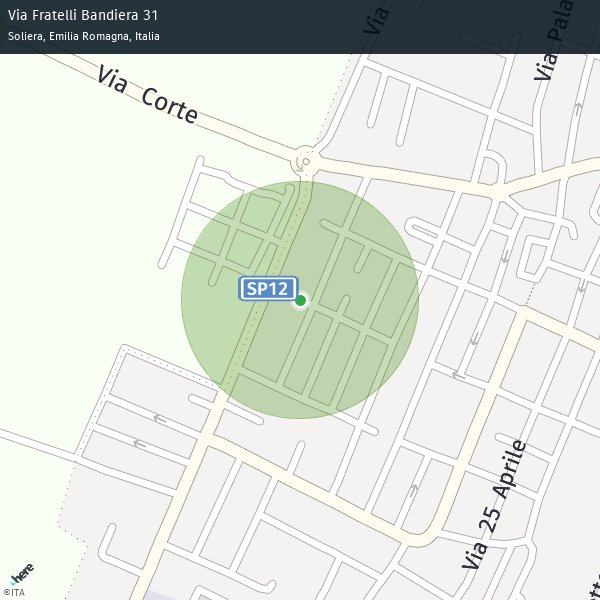 Via Fratelli Bandiera 31
Soliera, Emilia Romagna, Italia
Via
Via Pala
Via Corte
SP12
Via 25 Aprile
here
©ITA